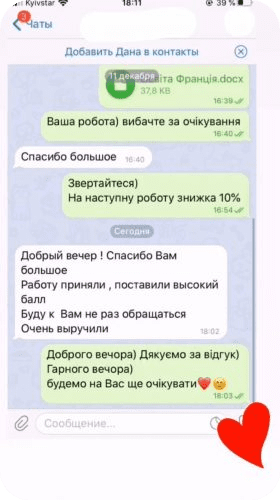 Kyivstar 18:11 39 %
3
Чаты
Добавить Дана в контакты
11 декабря
іта Франція.docx
37,8 KB
16:39
Ваша робота) вибачте за очікування
16:40
Спасибо большое 16:40
Звертайтеся)
На наступну роботу знижка 10%
16:54
Сегодня
Добрый вечер ! Спасибо Вам
большое
Работу приняли , поставили высокий
балл
Буду к Вам не раз обращаться
Очень выручили 18:02
Доброго вечора) Дякуємо за відгук)
Гарного вечора)
будемо на Вас ще очікувати❤️😊
18:03
Сообщение...